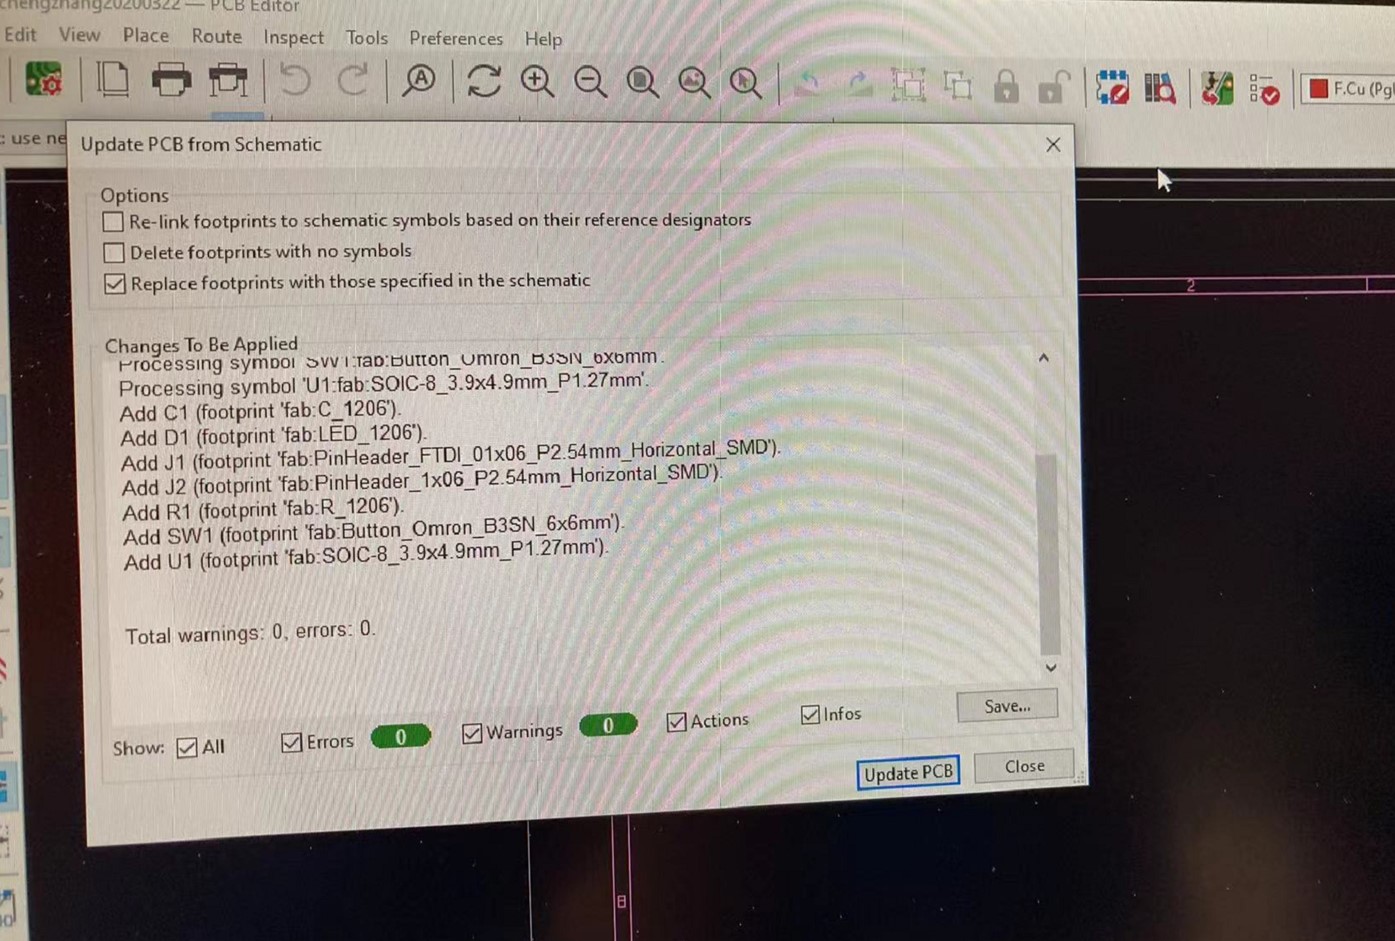 chengzhang20200322 — PCB Editor
Edit View Place Route Inspect Tools Preferences Help
F.Cu (Pg
: use ne
Update PCB from Schematic
Options
Re-link footprints to schematic symbols based on their reference designators
Delete footprints with no symbols
Replace footprints with those specified in the schematic
2
Changes To Be Applied
Processing symbol 'SW1:fab:Button_Omron_B3SN_6x6mm'.
Processing symbol 'U1:fab:SOIC-8_3.9x4.9mm_P1.27mm'.
Add C1 (footprint 'fab:C_1206').
Add D1 (footprint 'fab:LED_1206').
Add J1 (footprint 'fab:PinHeader_FTDI_01x06_P2.54mm_Horizontal_SMD').
Add J2 (footprint 'fab:PinHeader_1x06_P2.54mm_Horizontal_SMD').
Add R1 (footprint 'fab:R_1206').
Add SW1 (footprint 'fab:Button_Omron_B3SN_6x6mm').
Add U1 (footprint 'fab:SOIC-8_3.9x4.9mm_P1.27mm').
Total warnings: 0, errors: 0.
Show: All Errors 0 Warnings 0 Actions Infos Save...
Update PCB Close
B